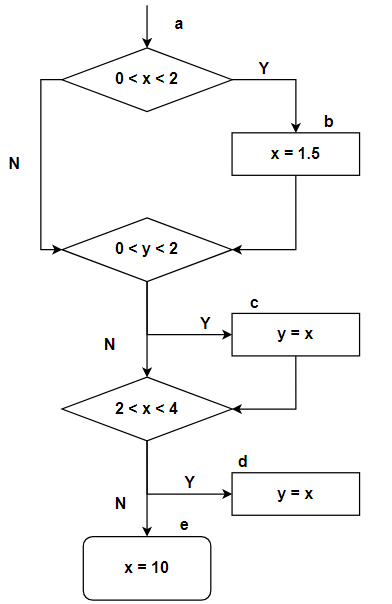 a
0 < x < 2
Y
b
x = 1.5
N
0 < y < 2
c
Y
y = x
N
2 < x < 4
d
Y
y = x
N
e
x = 10